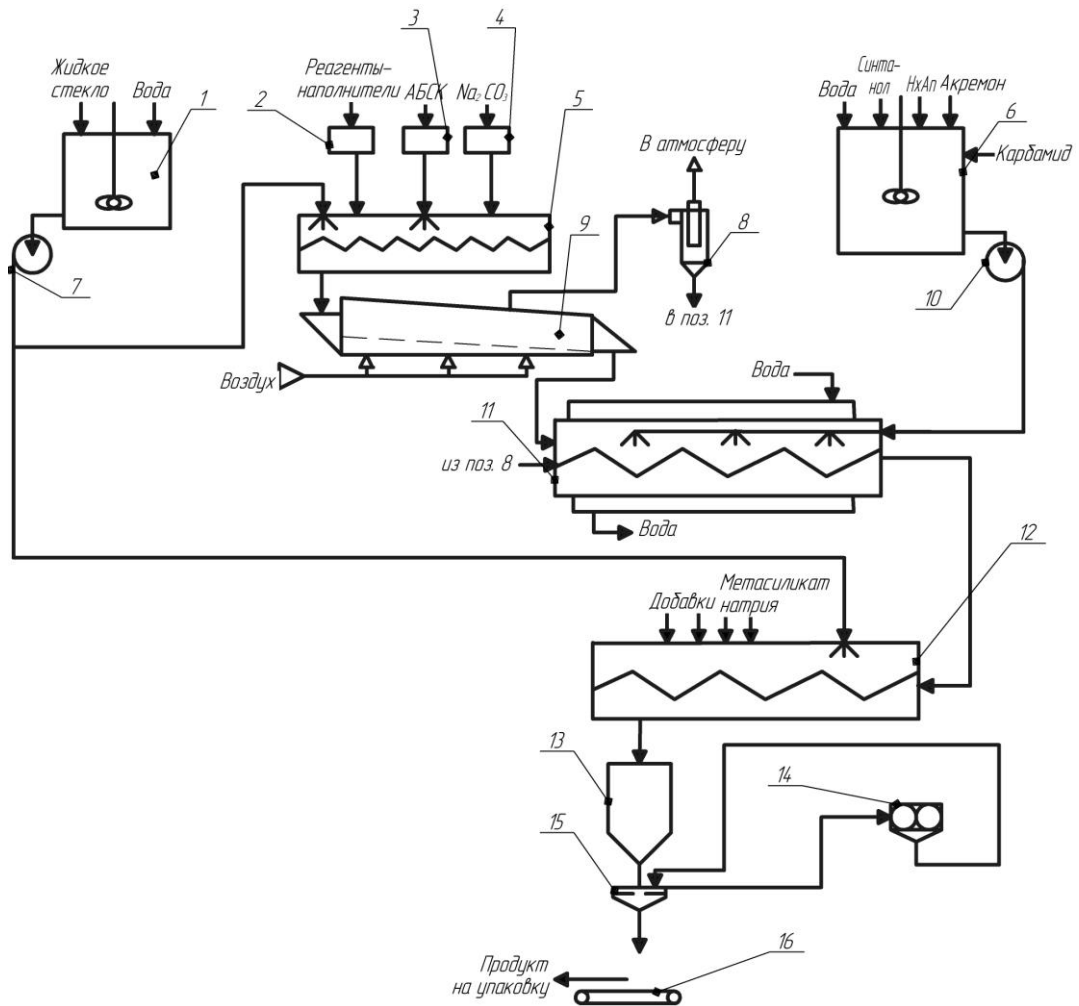 Жидкое
стекло
Вода
1
2
Реагенты-
наполнители
3
АБСК
4
Na₂CO₃
5
Вода
Синта-
нол
НхАп
Акремон
6
Карбамид
7
В атмосферу
8
в поз. 11
9
Воздух
10
Вода
11
из поз. 8
Вода
12
Добавки
Метасиликат
натрия
13
14
15
16
Продукт
на упаковку